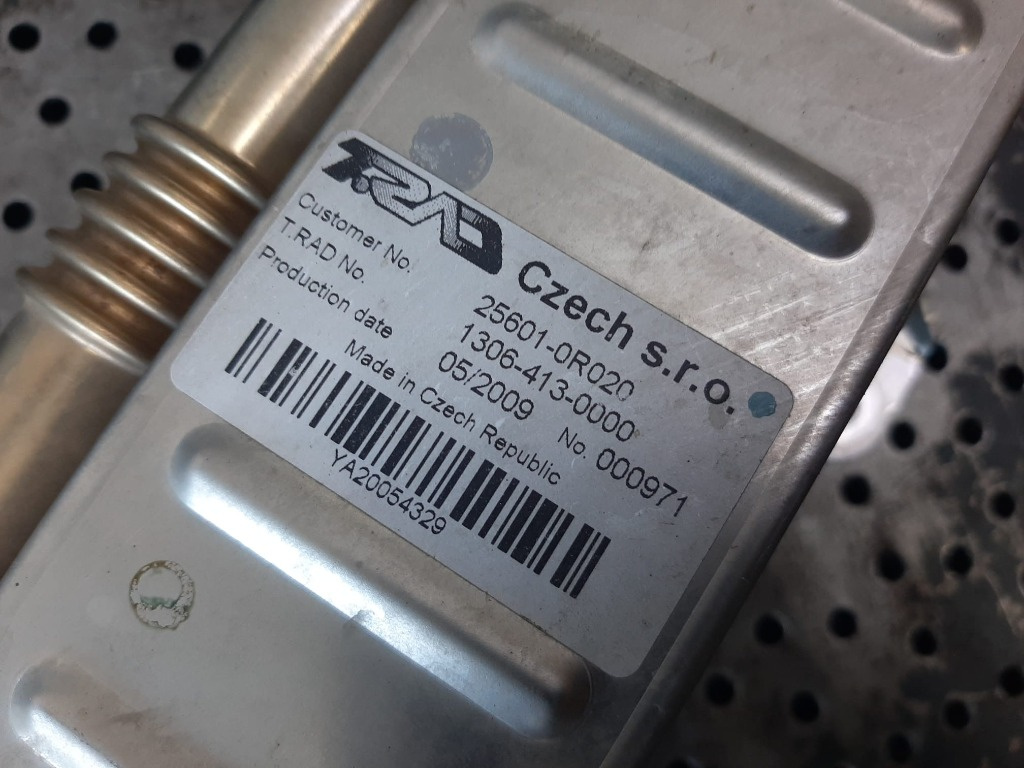 T.RAD Czech s.r.o.
Customer No. 25601-0R020
T.RAD No. 1306-413-0000
Production date 05/2009 No. 000971
Made in Czech Republic
YA20054329